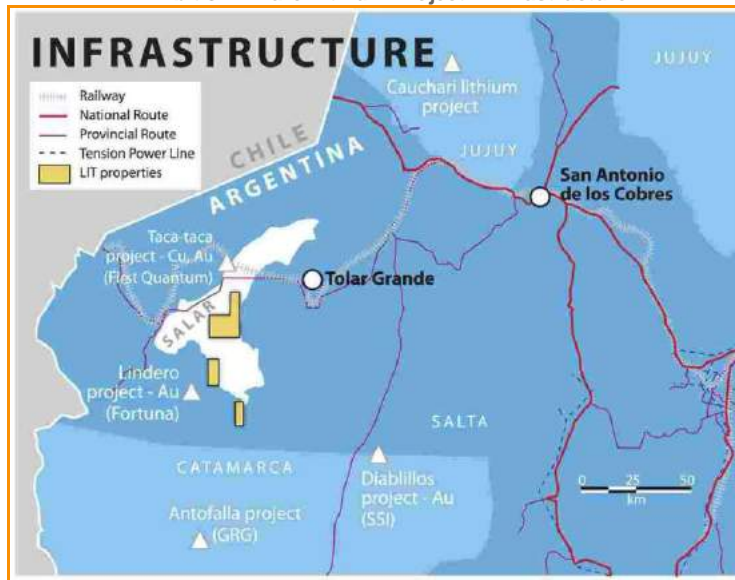 INFRASTRUCTURE
Railway
National Route
Provincial Route
Tension Power Line
LIT properties
CHILE
ARGENTINA
Cauchari lithium
project
JUJUY
JUJUY
San Antonio
de los Cobres
Taca-taca
project - Cu, Au
(First Quantum)
Tolar Grande
SALAR
Lindero
project - Au
(Fortuna)
SALTA
CATAMARCA
Diablillos
project - Au
(SSI)
Antofalla project
(GRG)
0 25 50
km